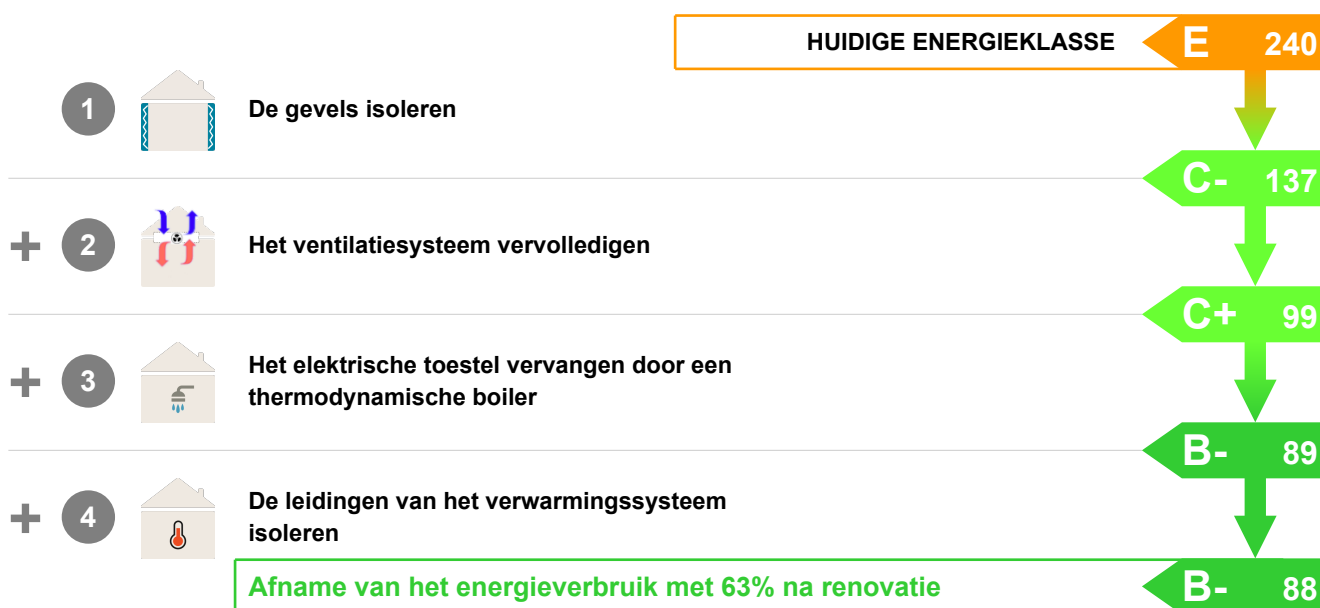 HUIDIGE ENERGIEKLASSE E 240
1 De gevels isoleren
C- 137
+ 2 Het ventilatiesysteem vervolledigen
C+ 99
+ 3 Het elektrische toestel vervangen door een
thermodynamische boiler
B- 89
+ 4 De leidingen van het verwarmingssysteem
isoleren
Afname van het energieverbruik met 63% na renovatie B- 88